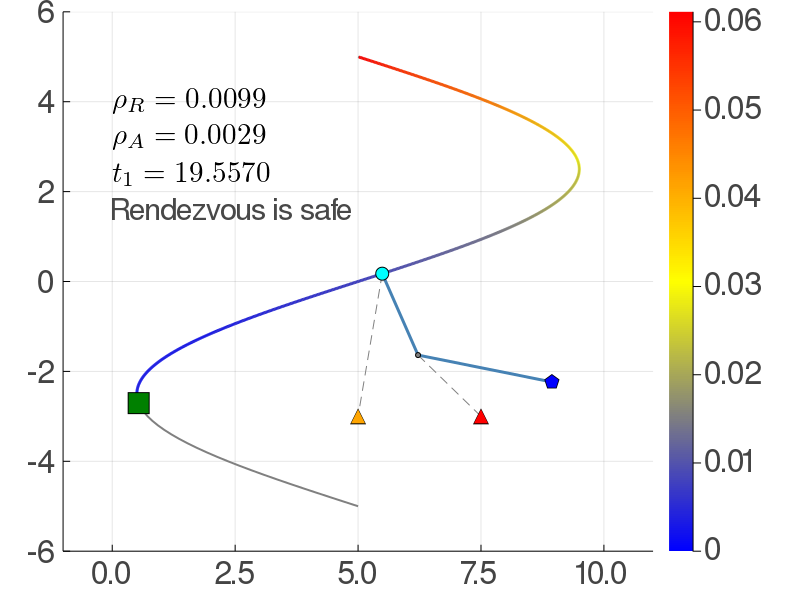 6
4
2
0
-2
-4
-6
0.0 2.5 5.0 7.5 10.0
ρ_R = 0.0099
ρ_A = 0.0029
t_1 = 19.5570
Rendezvous is safe
0.06
0.05
0.04
0.03
0.02
0.01
0